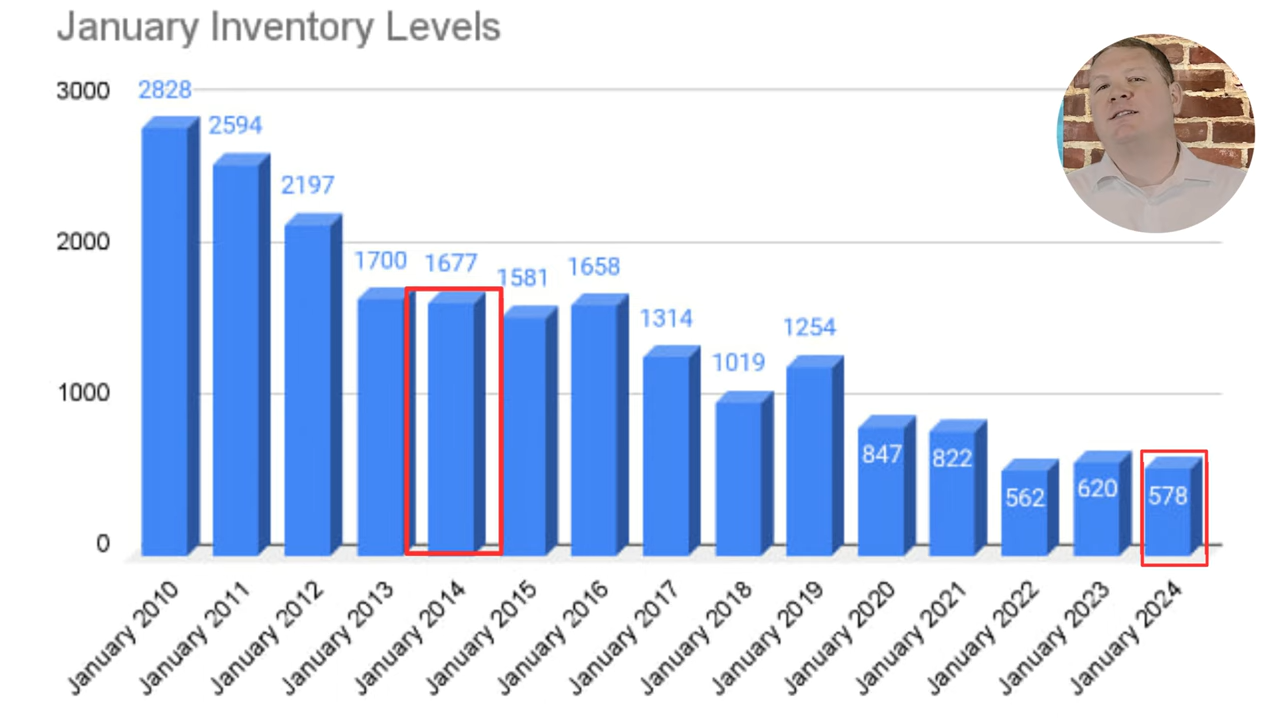 January Inventory Levels
3000
2000
1000
0
2828
2594
2197
1700
1677
1581
1658
1314
1019
1254
847
822
562
620
578
January 2010
January 2011
January 2012
January 2013
January 2014
January 2015
January 2016
January 2017
January 2018
January 2019
January 2020
January 2021
January 2022
January 2023
January 2024